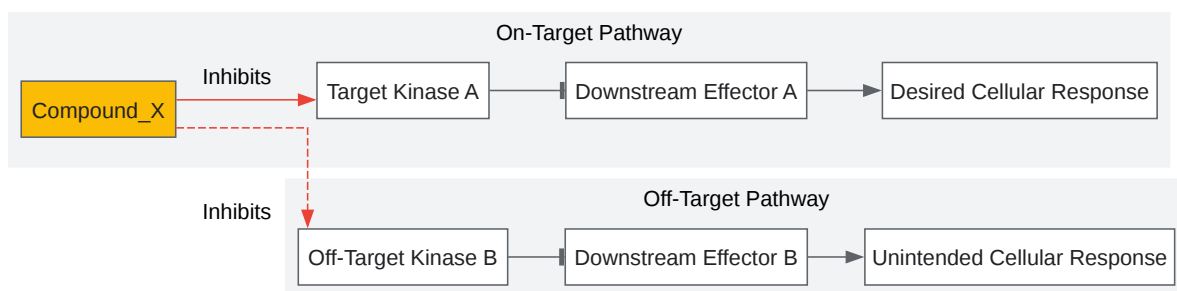 On-Target Pathway
Inhibits
Compound_X
Target Kinase A
Downstream Effector A
Desired Cellular Response
Off-Target Pathway
Inhibits
Off-Target Kinase B
Downstream Effector B
Unintended Cellular Response